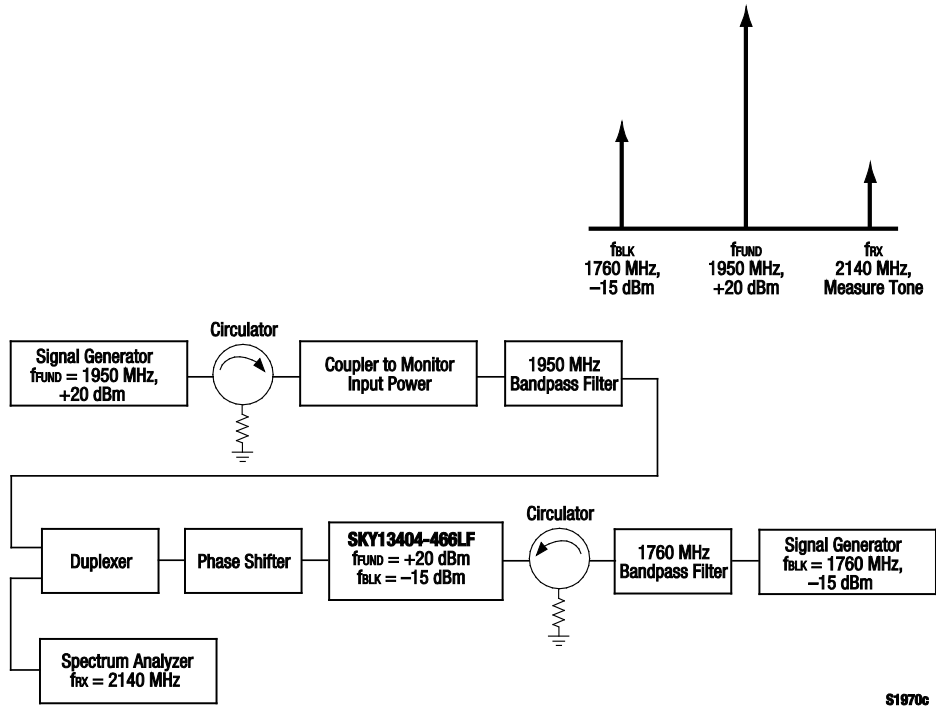 fBLK
1760 MHz,
–15 dBm
fFUND
1950 MHz,
+20 dBm
fRX
2140 MHz,
Measure Tone
Circulator
Signal Generator
fFUND = 1950 MHz,
+20 dBm
Coupler to Monitor
Input Power
1950 MHz
Bandpass Filter
Duplexer
Phase Shifter
SKY13404-466LF
fFUND = +20 dBm
fBLK = –15 dBm
Circulator
1760 MHz
Bandpass Filter
Signal Generator
fBLK = 1760 MHz,
–15 dBm
Spectrum Analyzer
fRX = 2140 MHz
S1970c